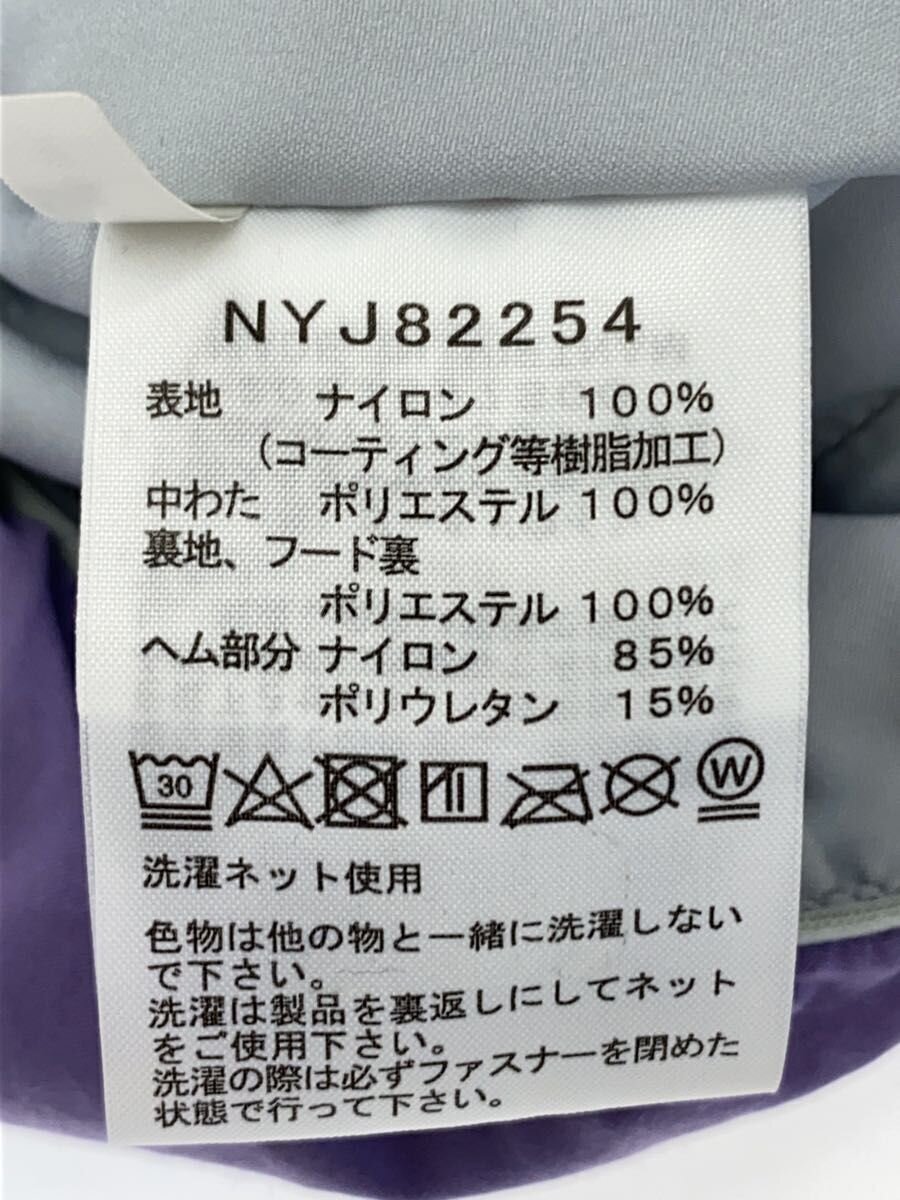 NYJ82254
表地 ナイロン 100%
(コーティング等樹脂加工)
中わた ポリエステル 100%
裏地、フード裏
ポリエステル 100%
ヘム部分 ナイロン 85%
ポリウレタン 15%
30 W
洗濯ネット使用
色物は他の物と一緒に洗濯しない
で下さい。
洗濯は製品を裏返しにしてネット
をご使用下さい。
洗濯の際は必ずファスナーを閉めた
状態で行って下さい。